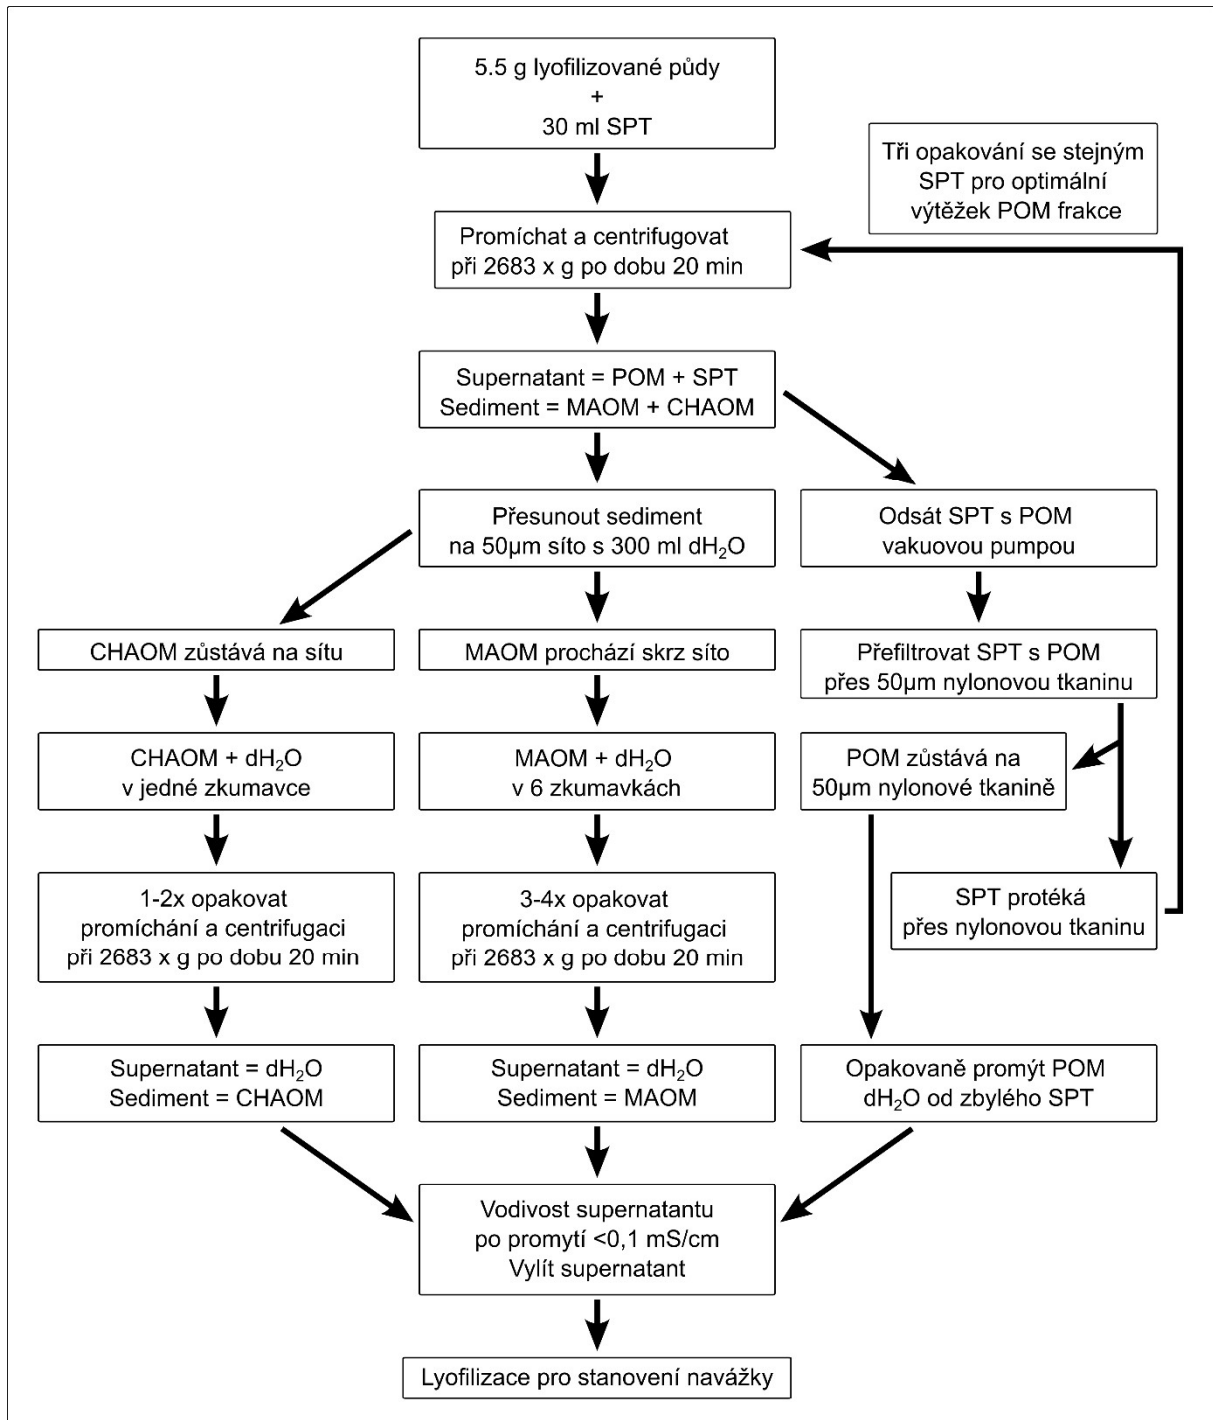 5.5 g lyofilizované půdy
+
30 ml SPT
Tři opakování se stejným
SPT pro optimální
výtěžek POM frakce
Promíchat a centrifugovat
při 2683 x g po dobu 20 min
Supernatant = POM + SPT
Sediment = MAOM + CHAOM
Přesunout sediment
na 50µm síto s 300 ml dH₂O
Odsát SPT s POM
vakuovou pumpou
CHAOM zůstává na sítu
MAOM prochází skrz síto
Přefiltrovat SPT s POM
přes 50µm nylonovou tkaninu
CHAOM + dH₂O
v jedné zkumavce
MAOM + dH₂O
v 6 zkumavkách
POM zůstává na
50µm nylonové tkanině
1-2x opakovat
promíchání a centrifugaci
při 2683 x g po dobu 20 min
3-4x opakovat
promíchání a centrifugaci
při 2683 x g po dobu 20 min
SPT protéká
přes nylonovou tkaninu
Supernatant = dH₂O
Sediment = CHAOM
Supernatant = dH₂O
Sediment = MAOM
Opakovaně promýt POM
dH₂O od zbylého SPT
Vodivost supernatantu
po promytí <0,1 mS/cm
Vylít supernatant
Lyofilizace pro stanovení navážky